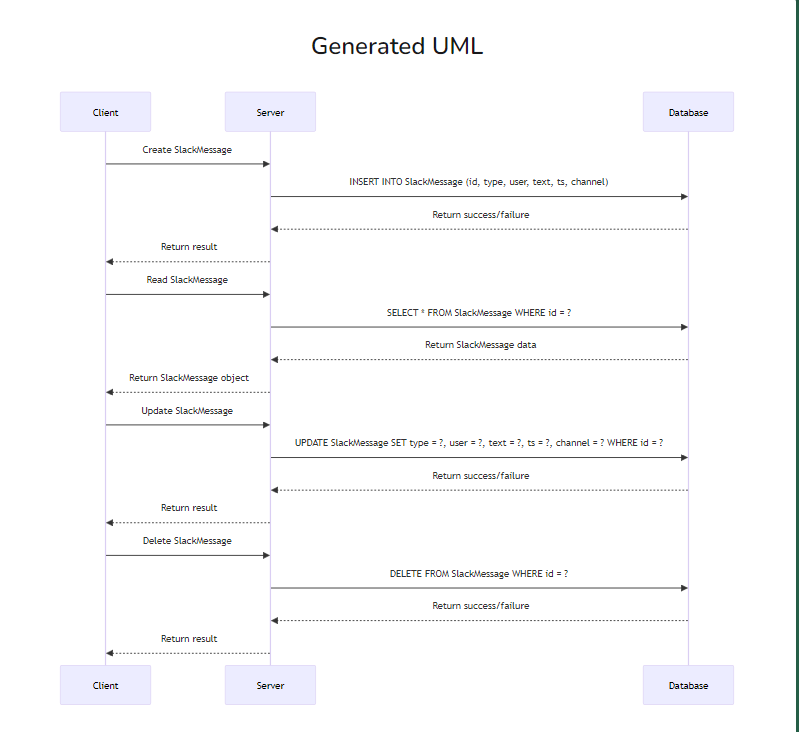 Generated UML
Client Server Database
Create SlackMessage
INSERT INTO SlackMessage (id, type, user, text, ts, channel)
Return success/failure
Return result
Read SlackMessage
SELECT * FROM SlackMessage WHERE id = ?
Return SlackMessage data
Return SlackMessage object
Update SlackMessage
UPDATE SlackMessage SET type = ?, user = ?, text = ?, ts = ?, channel = ? WHERE id = ?
Return success/failure
Return result
Delete SlackMessage
DELETE FROM SlackMessage WHERE id = ?
Return success/failure
Return result
Client Server Database